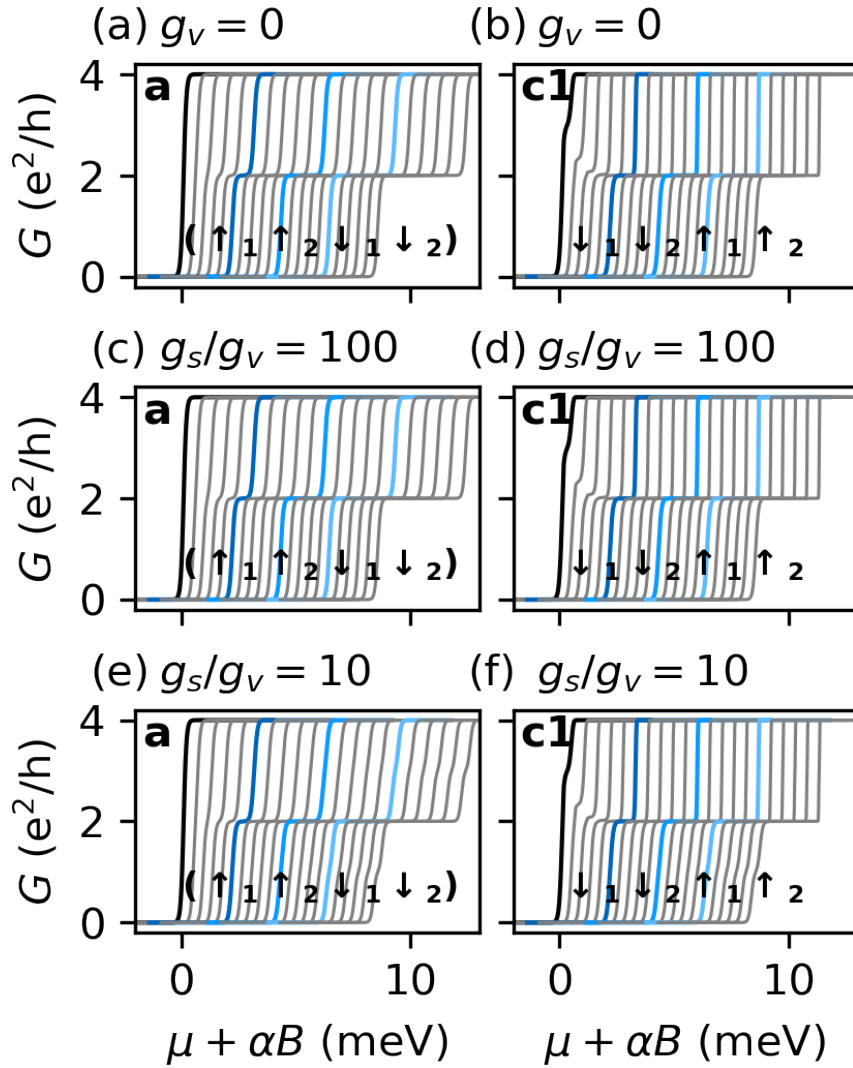 (a) g_v = 0
(b) g_v = 0
4
2
0
G (e²/h)
a
(↑₁ ↑₂ ↓₁ ↓₂)
c1
↓₁ ↓₂ ↑₁ ↑₂
(c) g_s/g_v = 100
(d) g_s/g_v = 100
4
2
0
G (e²/h)
a
(↑₁ ↑₂ ↓₁ ↓₂)
c1
↓₁ ↓₂ ↑₁ ↑₂
(e) g_s/g_v = 10
(f) g_s/g_v = 10
4
2
0
G (e²/h)
a
(↑₁ ↑₂ ↓₁ ↓₂)
c1
↓₁ ↓₂ ↑₁ ↑₂
0 10
0 10
μ + αB (meV)
μ + αB (meV)